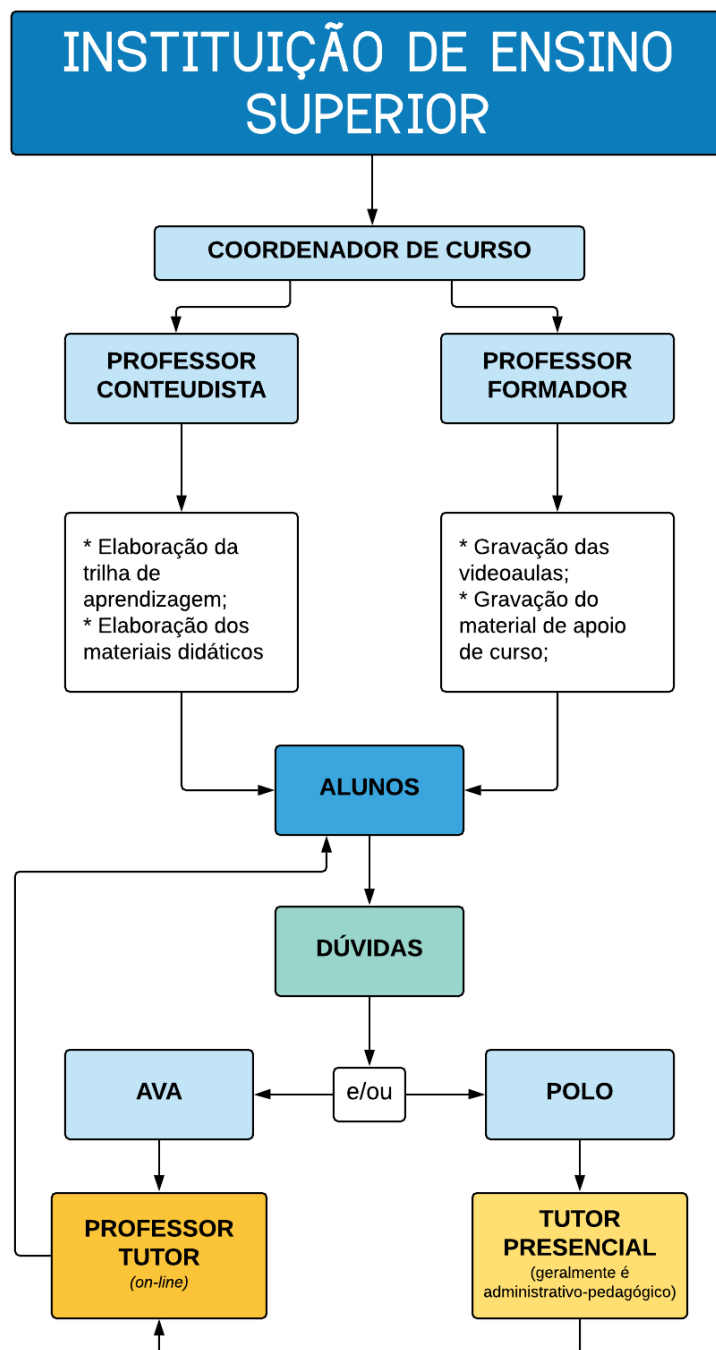 INSTITUIÇÃO DE ENSINO
SUPERIOR
COORDENADOR DE CURSO
PROFESSOR
CONTEUDISTA
PROFESSOR
FORMADOR
* Elaboração da
trilha de
aprendizagem;
* Elaboração dos
materiais didáticos
* Gravação das
videoaulas;
* Gravação do
material de apoio
de curso;
ALUNOS
DÚVIDAS
AVA
e/ou
POLO
PROFESSOR
TUTOR
(on-line)
TUTOR
PRESENCIAL
(geralmente é
administrativo-pedagógico)